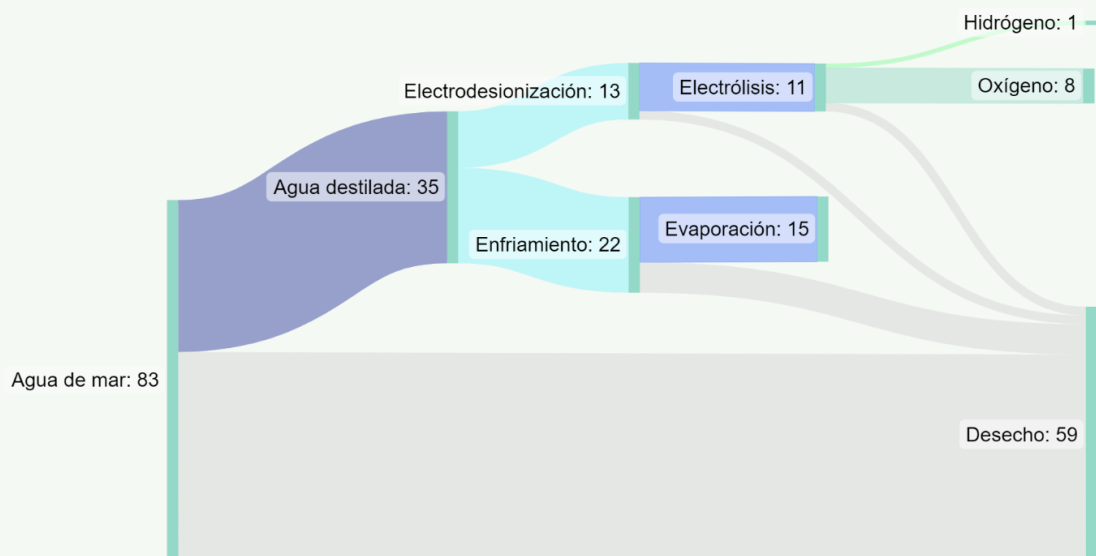 Hidrógeno: 1
Electrodesionización: 13
Electrólisis: 11
Oxígeno: 8
Agua destilada: 35
Enfriamiento: 22
Evaporación: 15
Agua de mar: 83
Desecho: 59